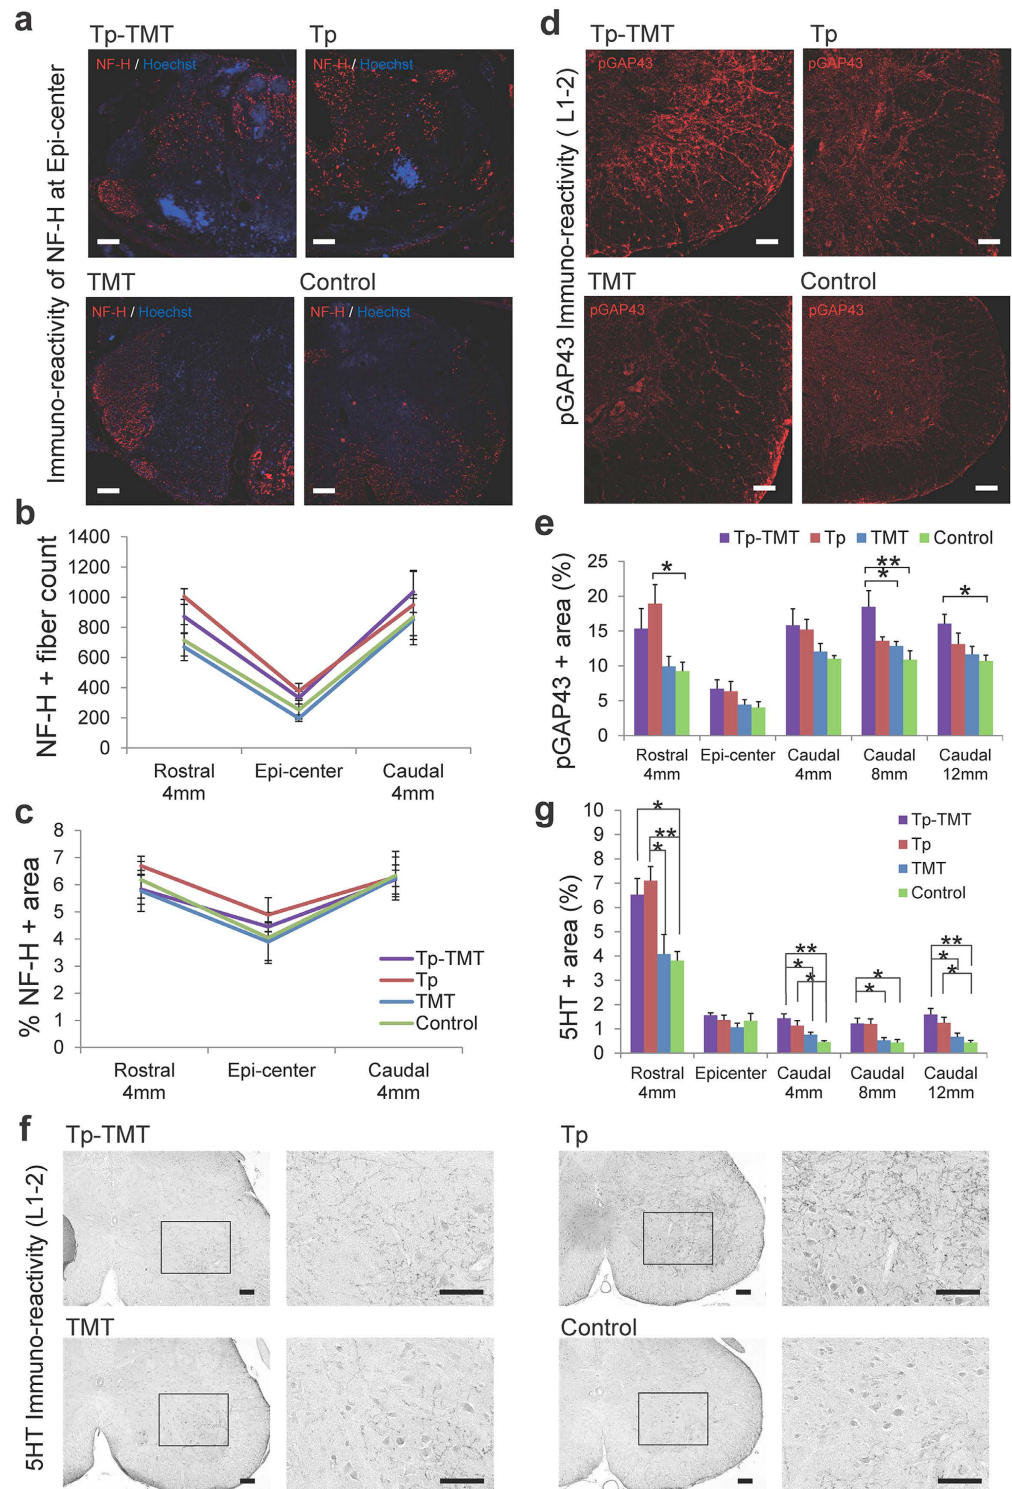 a
Tp-TMT
Tp
Immuno-reactivity of NF-H at Epi-center
NF-H / Hoechst
NF-H / Hoechst
TMT
Control
NF-H / Hoechst
NF-H / Hoechst
d
Tp-TMT
Tp
pGAP43 Immuno-reactivity ( L1-2)
pGAP43
pGAP43
TMT
Control
pGAP43
pGAP43
b
NF-H + fiber count
1400
1200
1000
800
600
400
200
0
Rostral
4mm
Epi-center
Caudal
4mm
c
% NF-H + area
8
7
6
5
4
3
2
1
0
Tp-TMT
Tp
TMT
Control
Rostral
4mm
Epi-center
Caudal
4mm
e
Tp-TMT Tp TMT Control
pGAP43 + area (%)
25
20
15
10
5
0
*
**
*
*
Rostral
4mm
Epi-center
Caudal
4mm
Caudal
8mm
Caudal
12mm
g
5HT + area (%)
10
9
8
7
6
5
4
3
2
1
0
Tp-TMT
Tp
TMT
Control
*
**
*
**
*
*
*
*
**
*
*
Rostral
4mm
Epicenter
Caudal
4mm
Caudal
8mm
Caudal
12mm
f
5HT Immuno-reactivity (L1-2)
Tp-TMT
Tp
TMT
Control